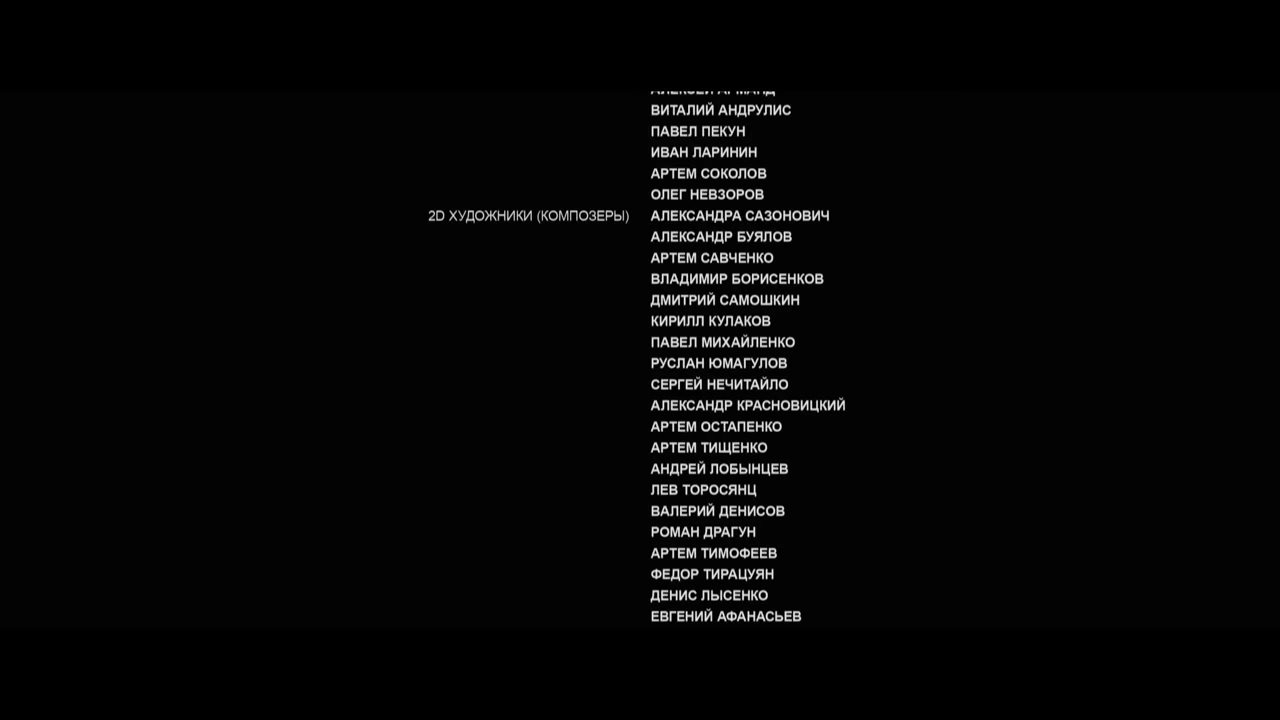 АЛЕКСЕЙ АРМАНД
ВИТАЛИЙ АНДРУЛИС
ПАВЕЛ ПЕКУН
ИВАН ЛАРИНИН
АРТЕМ СОКОЛОВ
ОЛЕГ НЕВЗОРОВ
2D ХУДОЖНИКИ (КОМПОЗЕРЫ) АЛЕКСАНДРА САЗОНОВИЧ
АЛЕКСАНДР БУЯЛОВ
АРТЕМ САВЧЕНКО
ВЛАДИМИР БОРИСЕНКОВ
ДМИТРИЙ САМОШКИН
КИРИЛЛ КУЛАКОВ
ПАВЕЛ МИХАЙЛЕНКО
РУСЛАН ЮМАГУЛОВ
СЕРГЕЙ НЕЧИТАЙЛО
АЛЕКСАНДР КРАСНОВИЦКИЙ
АРТЕМ ОСТАПЕНКО
АРТЕМ ТИЩЕНКО
АНДРЕЙ ЛОБЫНЦЕВ
ЛЕВ ТОРОСЯНЦ
ВАЛЕРИЙ ДЕНИСОВ
РОМАН ДРАГУН
АРТЕМ ТИМОФЕЕВ
ФЕДОР ТИРАЦУЯН
ДЕНИС ЛЫСЕНКО
ЕВГЕНИЙ АФАНАСЬЕВ